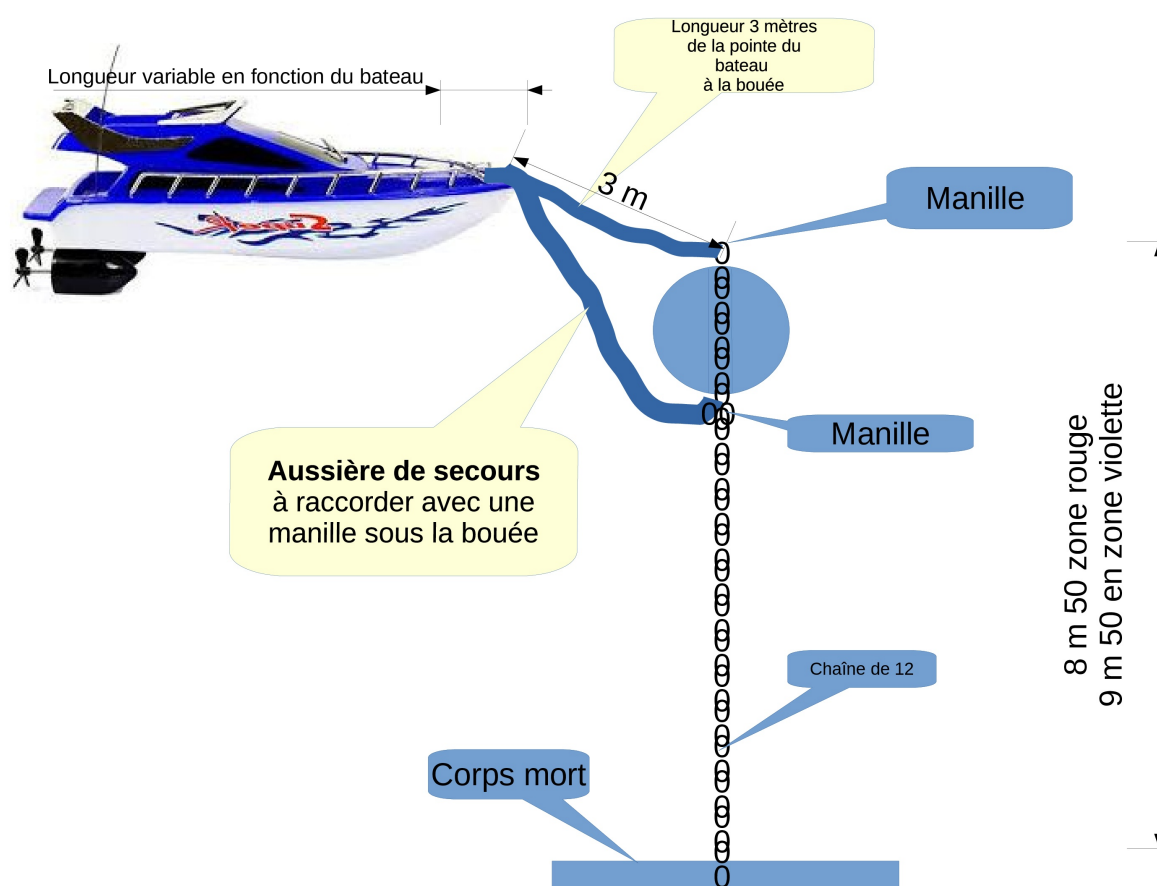 Longueur 3 mètres
de la pointe du
bateau
à la bouée
Longueur variable en fonction du bateau
3 m
Manille
Manille
Aussière de secours
à raccorder avec une
manille sous la bouée
8 m 50 zone rouge
9 m 50 en zone violette
Chaîne de 12
Corps mort